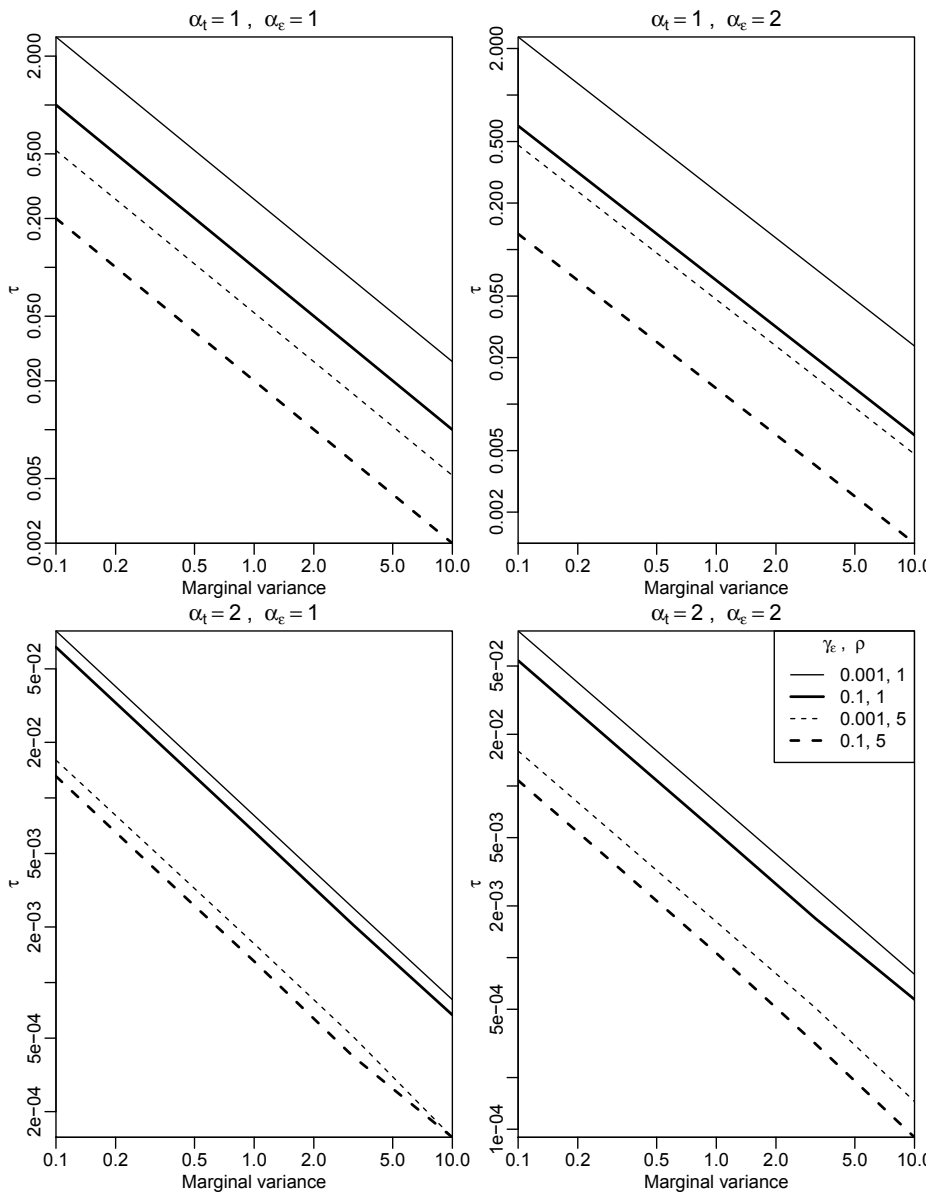 αt = 1 , αε = 1
τ
2.000
0.500
0.200
0.050
0.020
0.005
0.002
0.1 0.2 0.5 1.0 2.0 5.0 10.0
Marginal variance
αt = 1 , αε = 2
τ
2.000
0.500
0.200
0.050
0.020
0.005
0.002
0.1 0.2 0.5 1.0 2.0 5.0 10.0
Marginal variance
αt = 2 , αε = 1
τ
5e−02
2e−02
5e−03
2e−03
5e−04
2e−04
0.1 0.2 0.5 1.0 2.0 5.0 10.0
Marginal variance
αt = 2 , αε = 2
τ
5e−02
2e−02
5e−03
2e−03
5e−04
1e−04
0.1 0.2 0.5 1.0 2.0 5.0 10.0
Marginal variance
γε , ρ
0.001, 1
0.1, 1
0.001, 5
0.1, 5